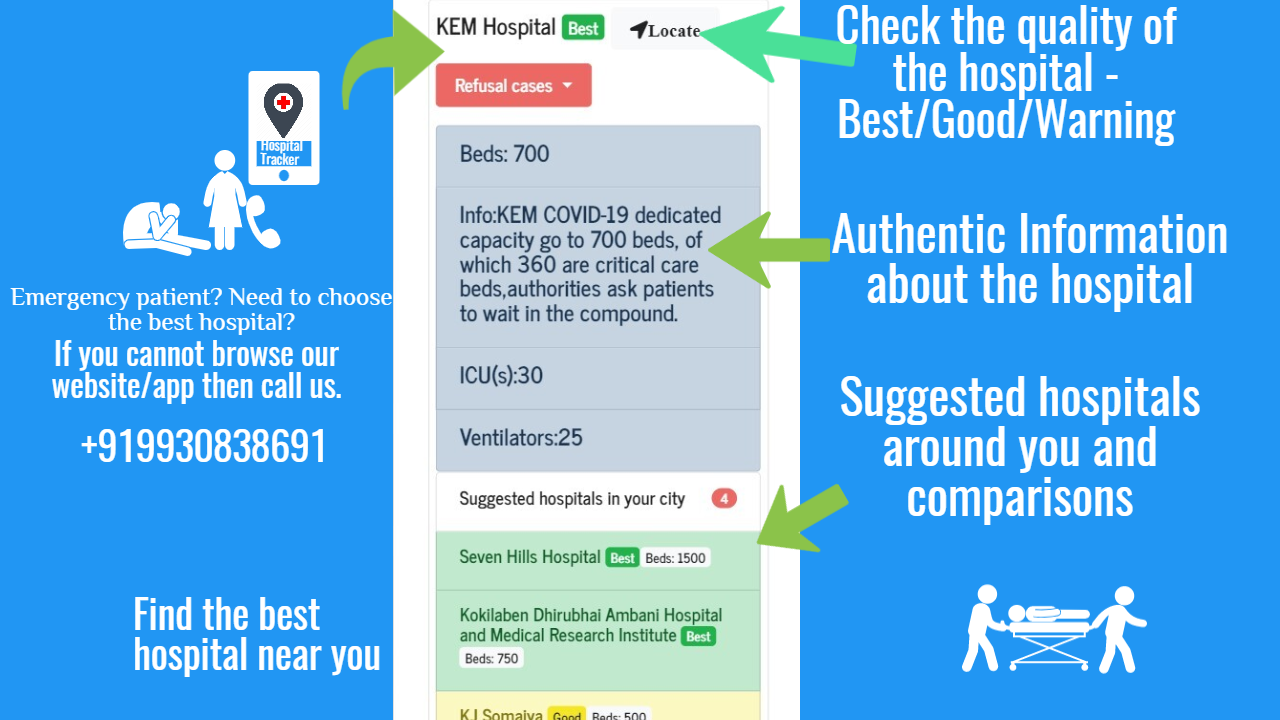 Hospital
Tracker
Emergency patient? Need to choose
the best hospital?
If you cannot browse our
website/app then call us.
+919930838691
Find the best
hospital near you
KEM Hospital Best Locate
Refusal cases
Beds: 700
Info:KEM COVID-19 dedicated
capacity go to 700 beds, of
which 360 are critical care
beds,authorities ask patients
to wait in the compound.
ICU(s):30
Ventilators:25
Suggested hospitals in your city 4
Seven Hills Hospital Best Beds: 1500
Kokilaben Dhirubhai Ambani Hospital
and Medical Research Institute Best
Beds: 750
KJ Somaiya Good Beds: 500
Check the quality of
the hospital -
Best/Good/Warning
Authentic Information
about the hospital
Suggested hospitals
around you and
comparisons